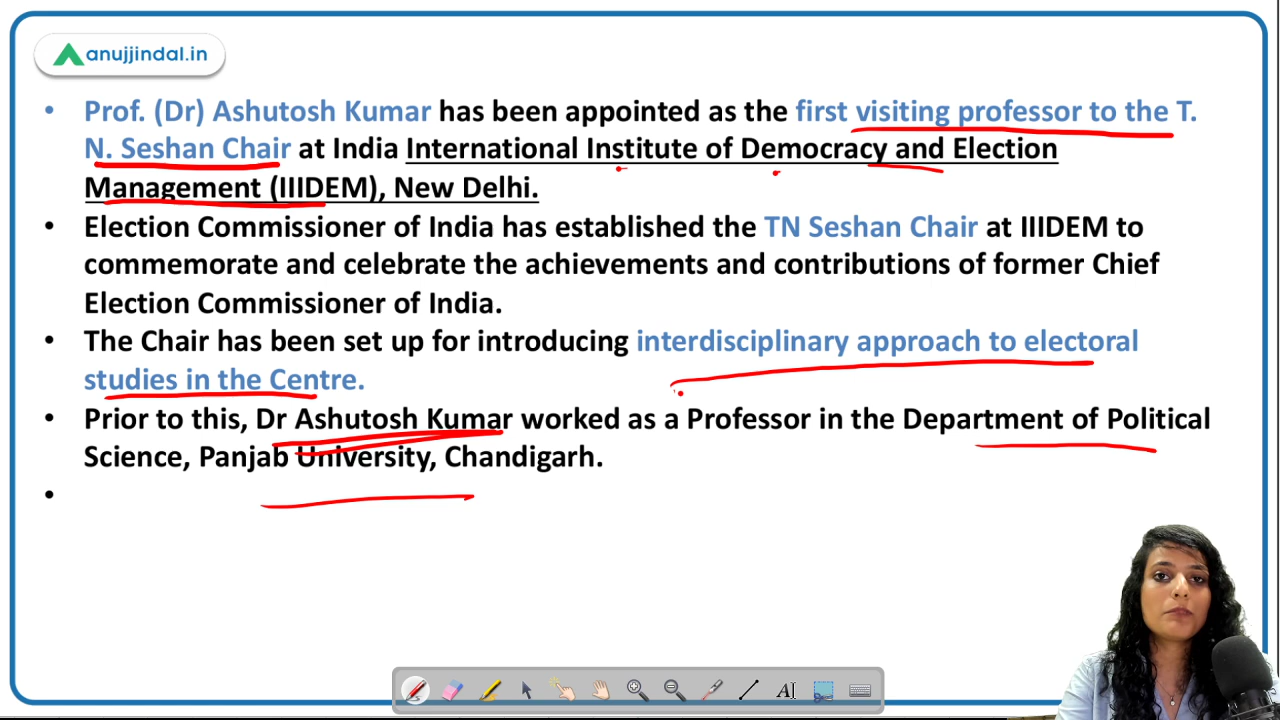 anujjindal.in
• Prof. (Dr) Ashutosh Kumar has been appointed as the first visiting professor to the T.
N. Seshan Chair at India International Institute of Democracy and Election
Management (IIIDEM), New Delhi.
• Election Commissioner of India has established the TN Seshan Chair at IIIDEM to
commemorate and celebrate the achievements and contributions of former Chief
Election Commissioner of India.
• The Chair has been set up for introducing interdisciplinary approach to electoral
studies in the Centre.
• Prior to this, Dr Ashutosh Kumar worked as a Professor in the Department of Political
Science, Panjab University, Chandigarh.
•
AI